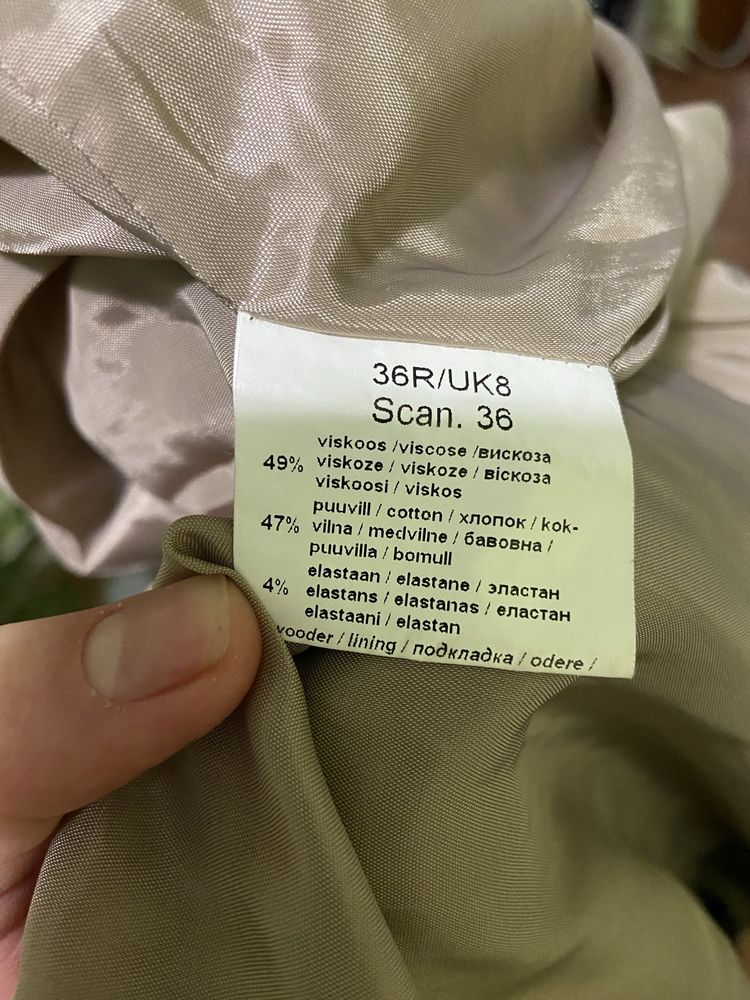 36R/UK8
Scan. 36
viskoos /viscose /вискоза
49% viskoze / viskoze / віскоза
viskoosi / viskos
puuvill / cotton / хлопок / kok-
47% vilna / medvilne / бавовна /
puuvilla / bomull
elastaan / elastane / эластан
4% elastans / elastanas / еластан
elastaani / elastan
vooder / lining / подкладка / odere /